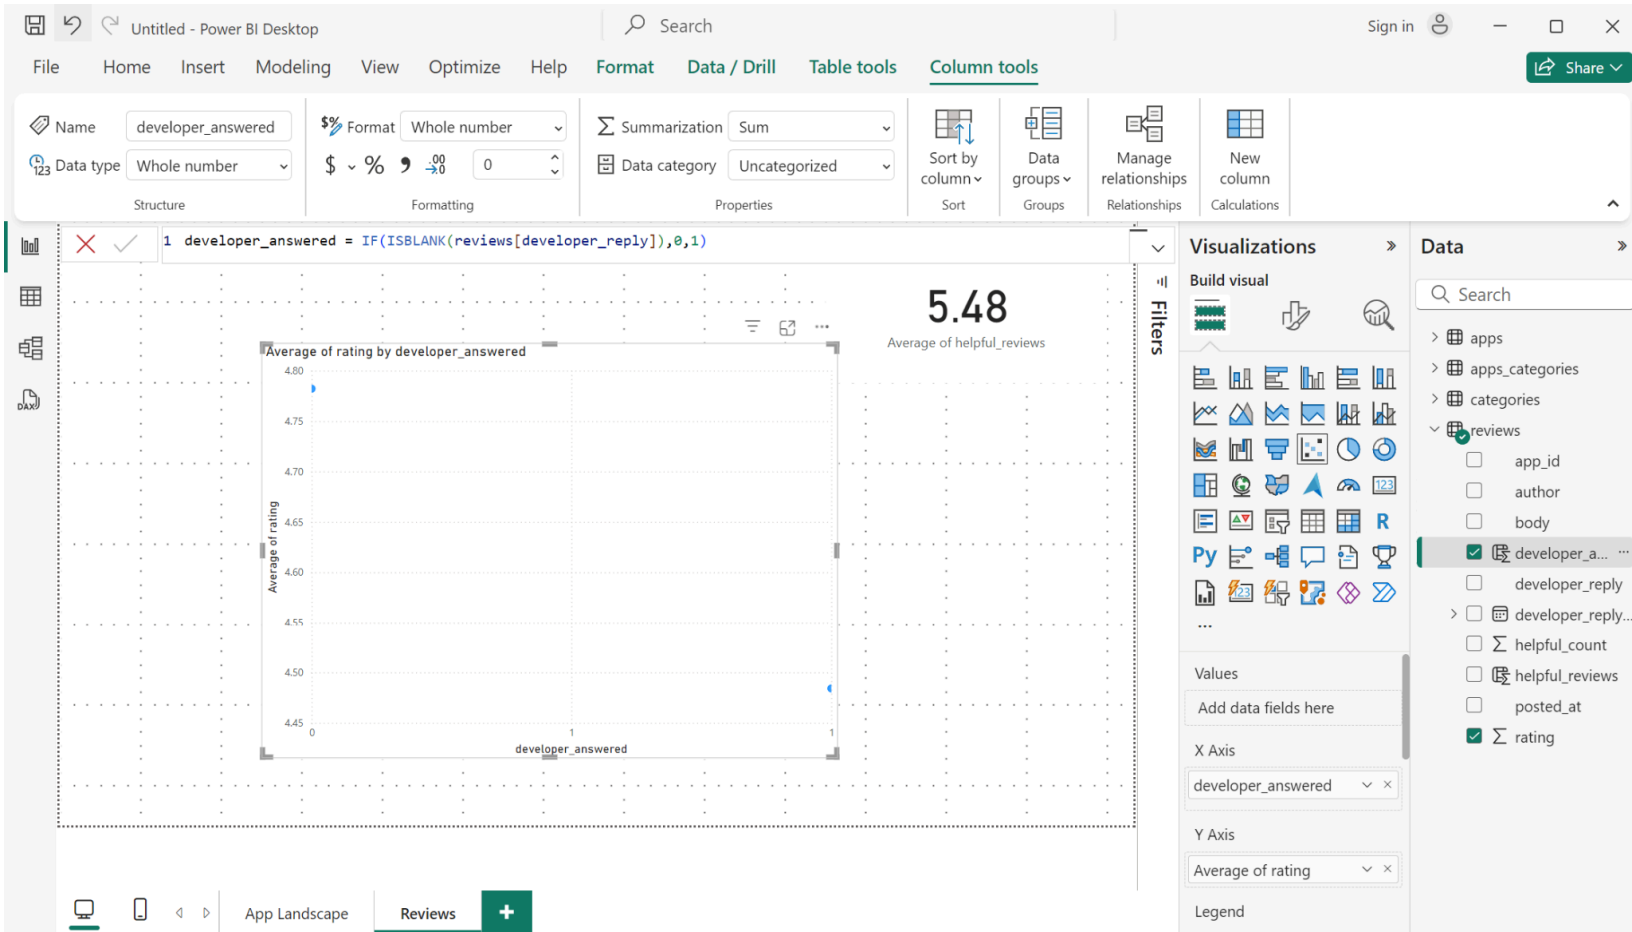 Untitled - Power BI Desktop
Search
Sign in
File Home Insert Modeling View Optimize Help Format Data / Drill Table tools Column tools
Share
Name developer_answered
$% Format Whole number
Summarization Sum
123 Data type Whole number
$ % , .00 0
Data category Uncategorized
Sort by column
Data groups
Manage relationships
New column
Structure Formatting Properties Sort Groups Relationships Calculations
1 developer_answered = IF(ISBLANK(reviews[developer_reply]),0,1)
DAX
Average of rating by developer_answered
4.80
4.75
4.70
4.65
4.60
4.55
4.50
4.45
Average of rating
0 1 1
developer_answered
5.48
Average of helpful_reviews
Filters
Visualizations
Build visual
123
R
Py
123
...
Values
Add data fields here
X Axis
developer_answered
Y Axis
Average of rating
Legend
Data
Search
apps
apps_categories
categories
reviews
app_id
author
body
developer_a... ...
developer_reply
developer_reply...
helpful_count
helpful_reviews
posted_at
rating
App Landscape Reviews +